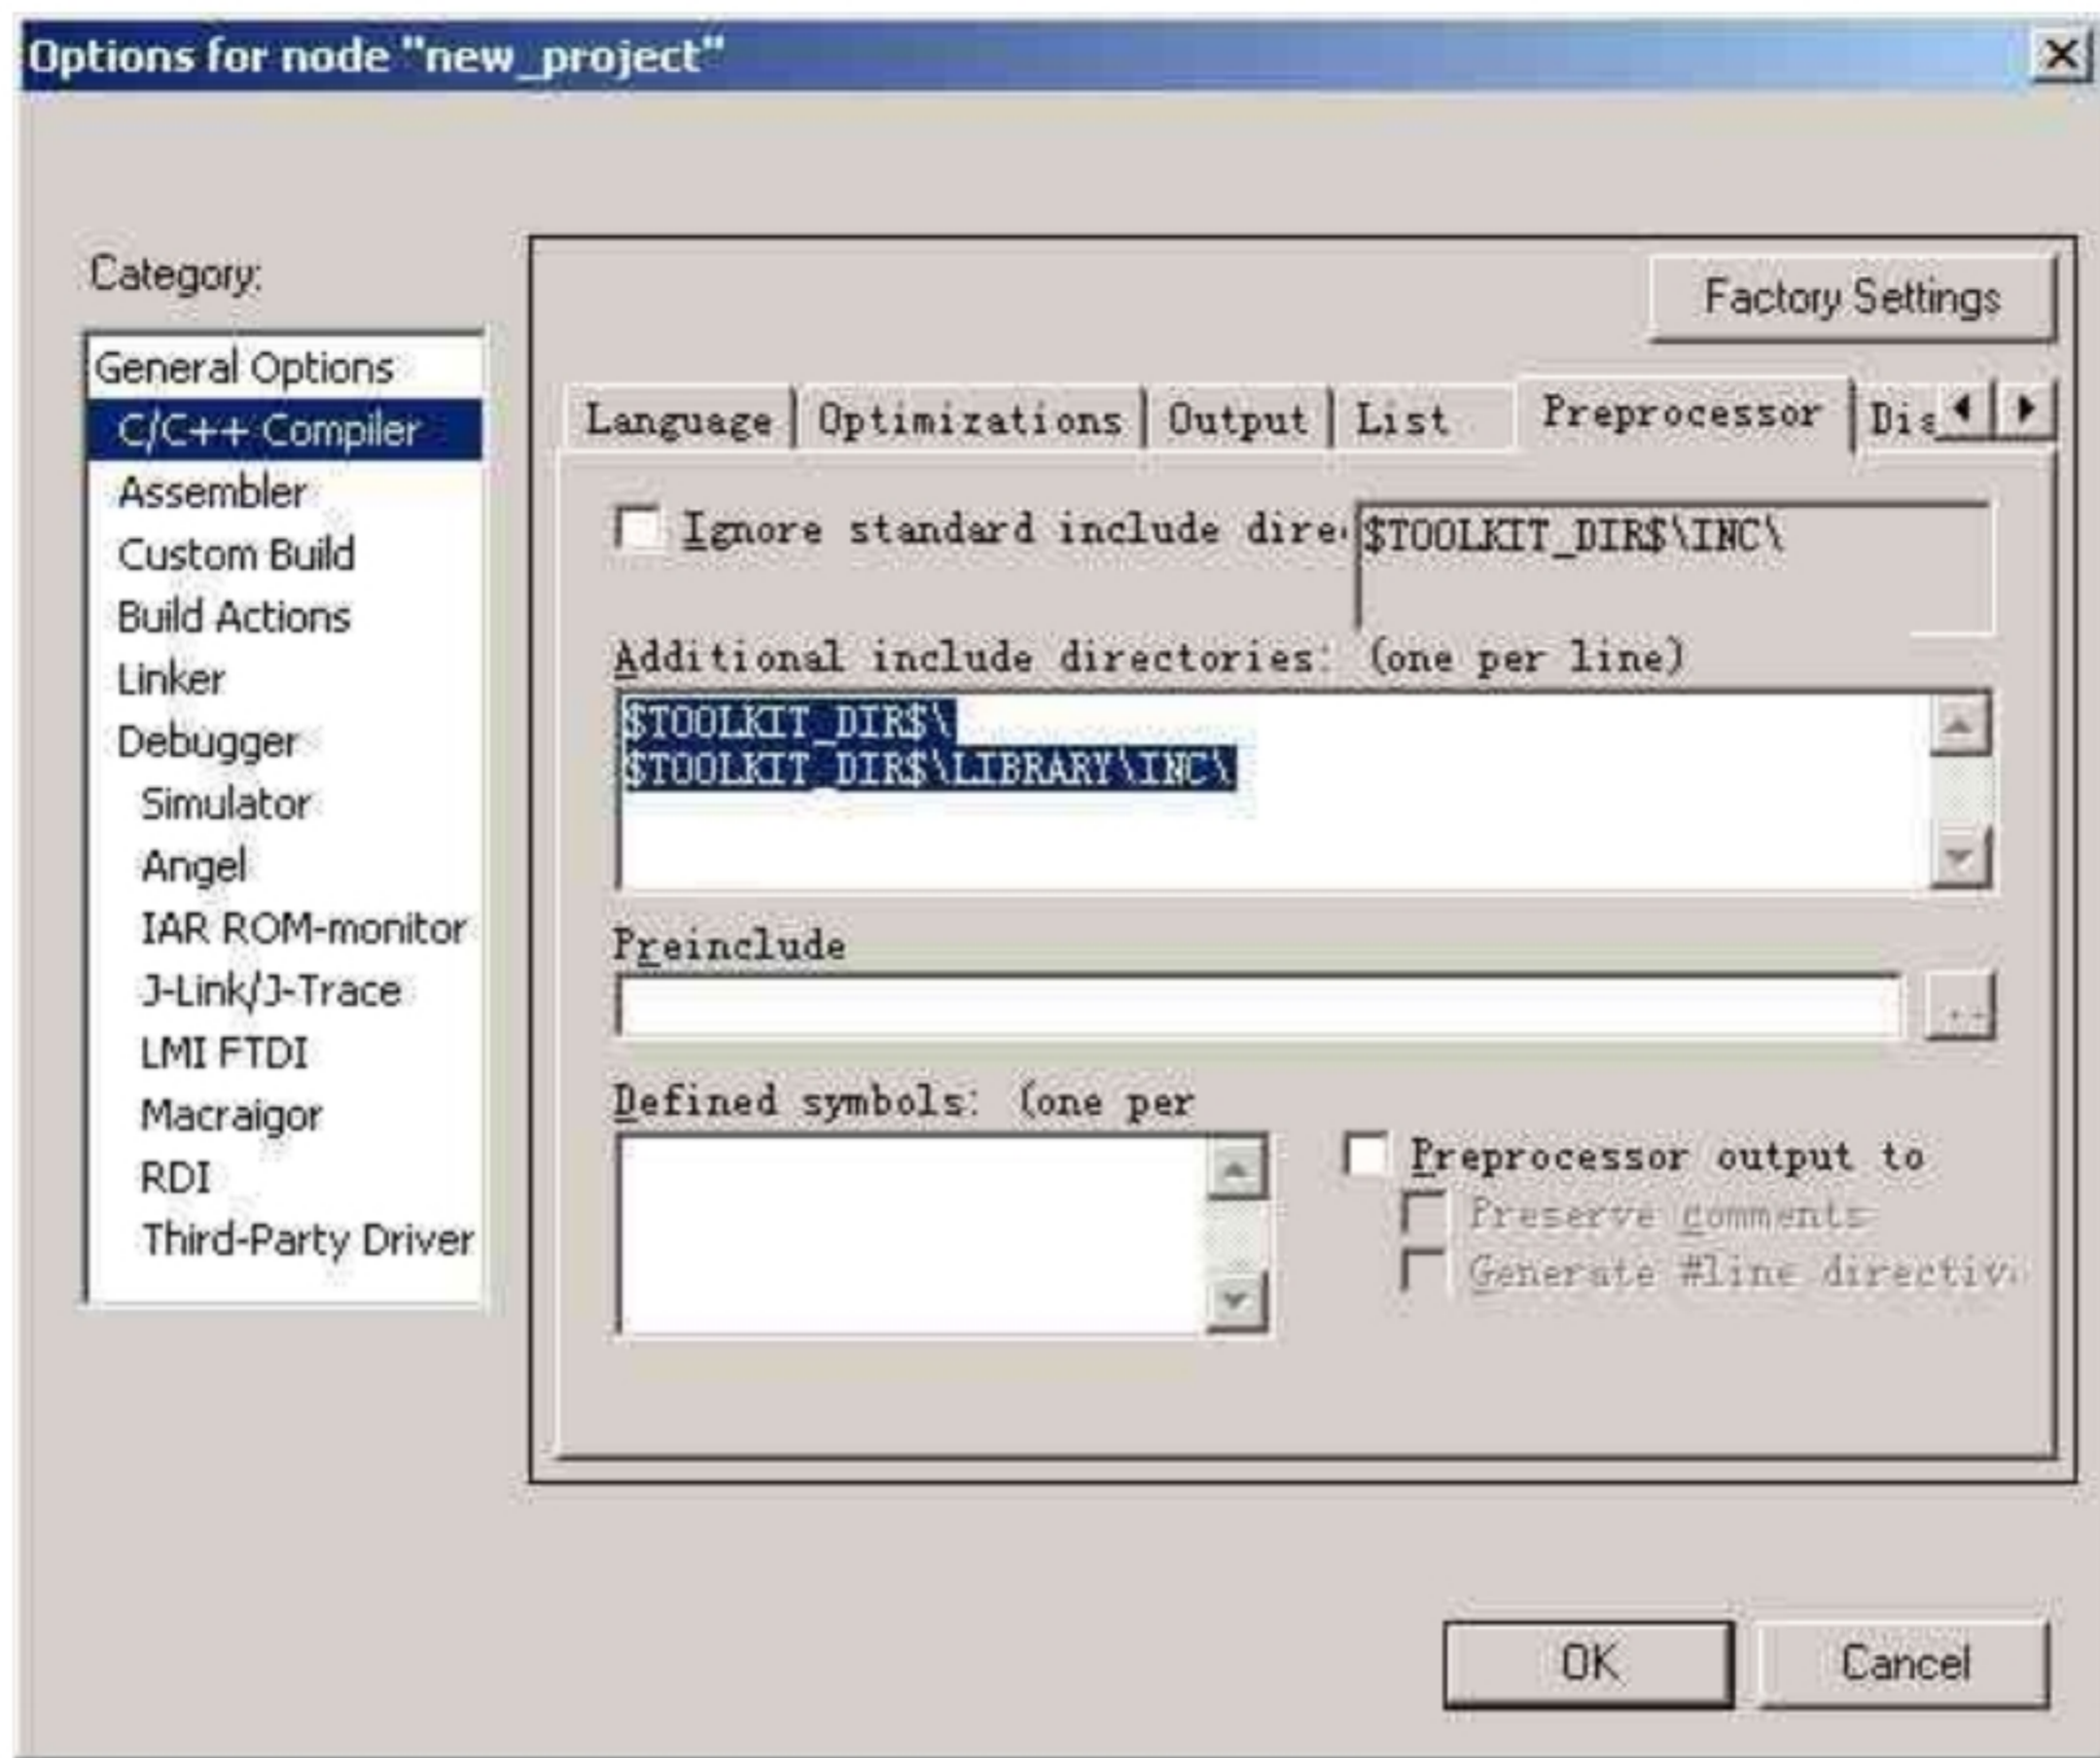 Options for node "new_project"
Category:
General Options
C/C++ Compiler
Assembler
Custom Build
Build Actions
Linker
Debugger
Simulator
Angel
IAR ROM-monitor
J-Link/J-Trace
LMI FTDI
Macraigor
RDI
Third-Party Driver
Factory Settings
Language Optimizations Output List Preprocessor Dis
Ignore standard include dire
$TOOLKIT_DIR$\INC\
Additional include directories: (one per line)
$TOOLKIT_DIR$\
$TOOLKIT_DIR$\LIBRARY\INC\
Preinclude
Defined symbols: (one per
Preprocessor output to
Preserve comments
Generate #line directiv
OK Cancel